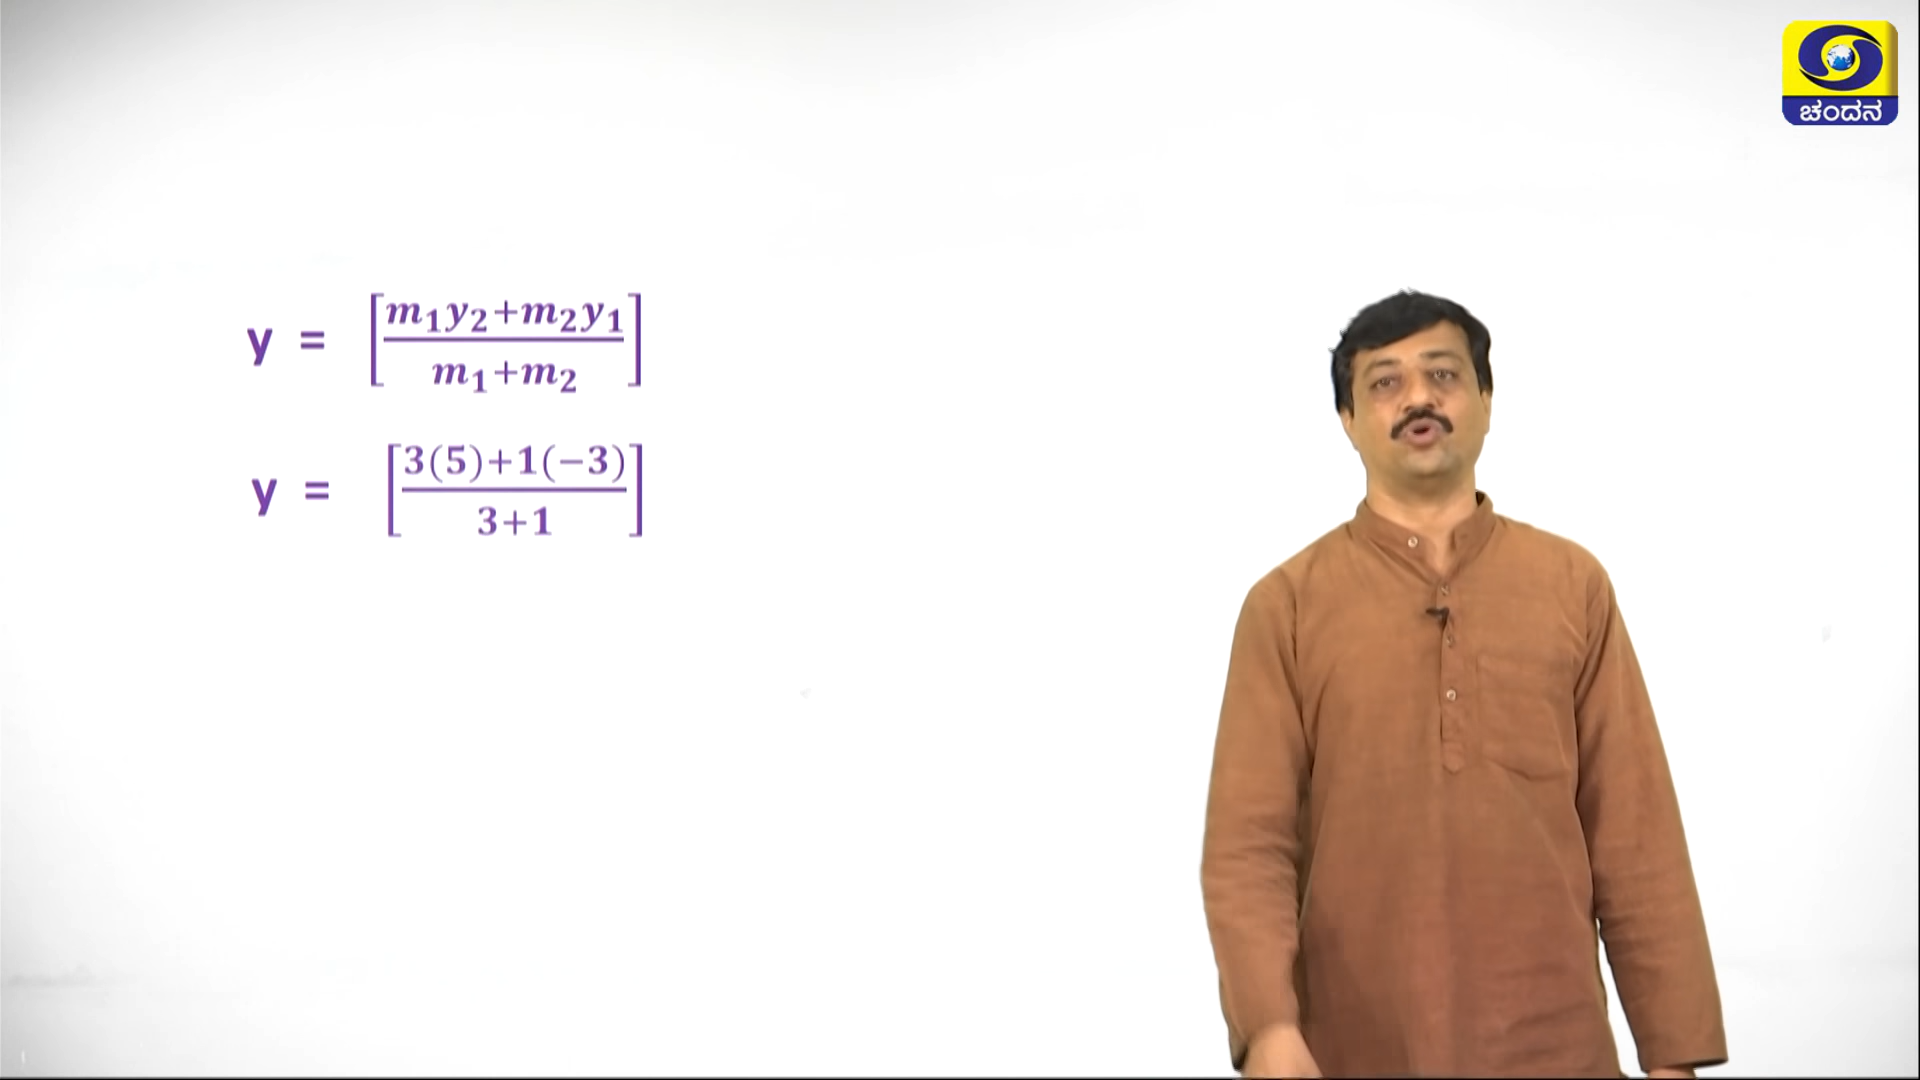 ಚಂದನ
y = [m₁y₂+m₂y₁ / m₁+m₂]
y = [3(5)+1(−3) / 3+1]